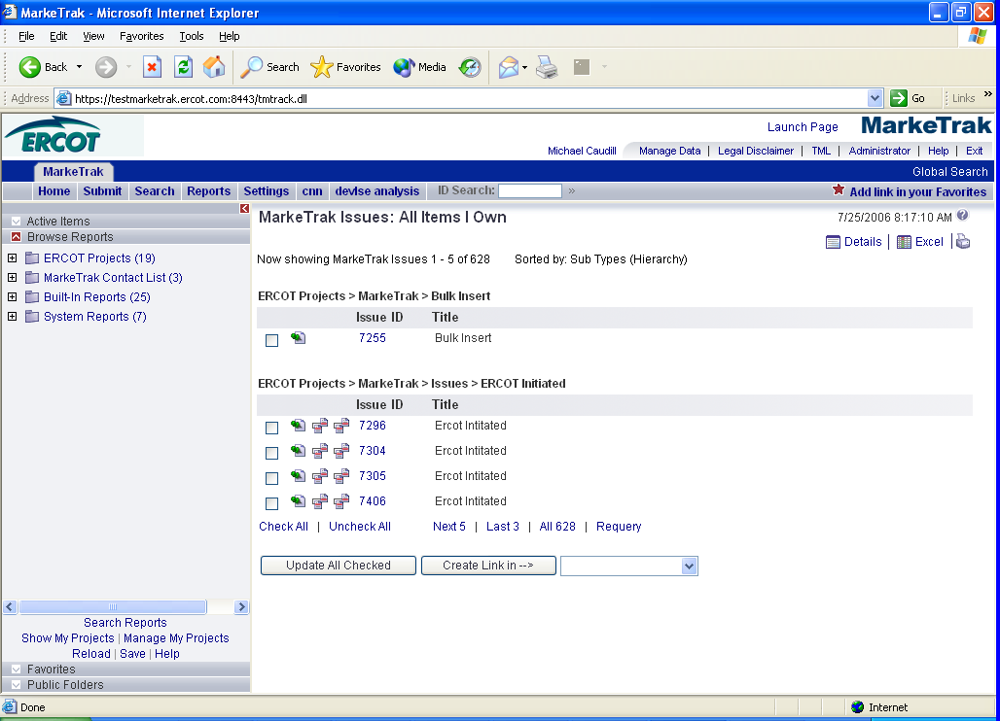 MarkeTrak - Microsoft Internet Explorer
File Edit View Favorites Tools Help
Back Search Favorites Media
Address https://testmarketrak.ercot.com:8443/tmtrack.dll Go Links »
ERCOT Launch Page MarkeTrak
Michael Caudill Manage Data | Legal Disclaimer | TML | Administrator | Help | Exit
MarkeTrak Global Search
Home Submit Search Reports Settings cnn devise analysis ID Search: » Add link in your Favorites
Active Items
Browse Reports
ERCOT Projects (19)
MarkeTrak Contact List (3)
Built-In Reports (25)
System Reports (7)
Search Reports
Show My Projects | Manage My Projects
Reload | Save | Help
Favorites
Public Folders
MarkeTrak Issues: All Items I Own 7/25/2006 8:17:10 AM
Details | Excel |
Now showing MarkeTrak Issues 1 - 5 of 628 Sorted by: Sub Types (Hierarchy)
ERCOT Projects > MarkeTrak > Bulk Insert
Issue ID Title
7255 Bulk Insert
ERCOT Projects > MarkeTrak > Issues > ERCOT Initiated
Issue ID Title
7296 Ercot Intitated
7304 Ercot Intitated
7305 Ercot Intitated
7406 Ercot Intitated
Check All | Uncheck All Next 5 | Last 3 | All 628 | Requery
Update All Checked Create Link in -->
Done Internet